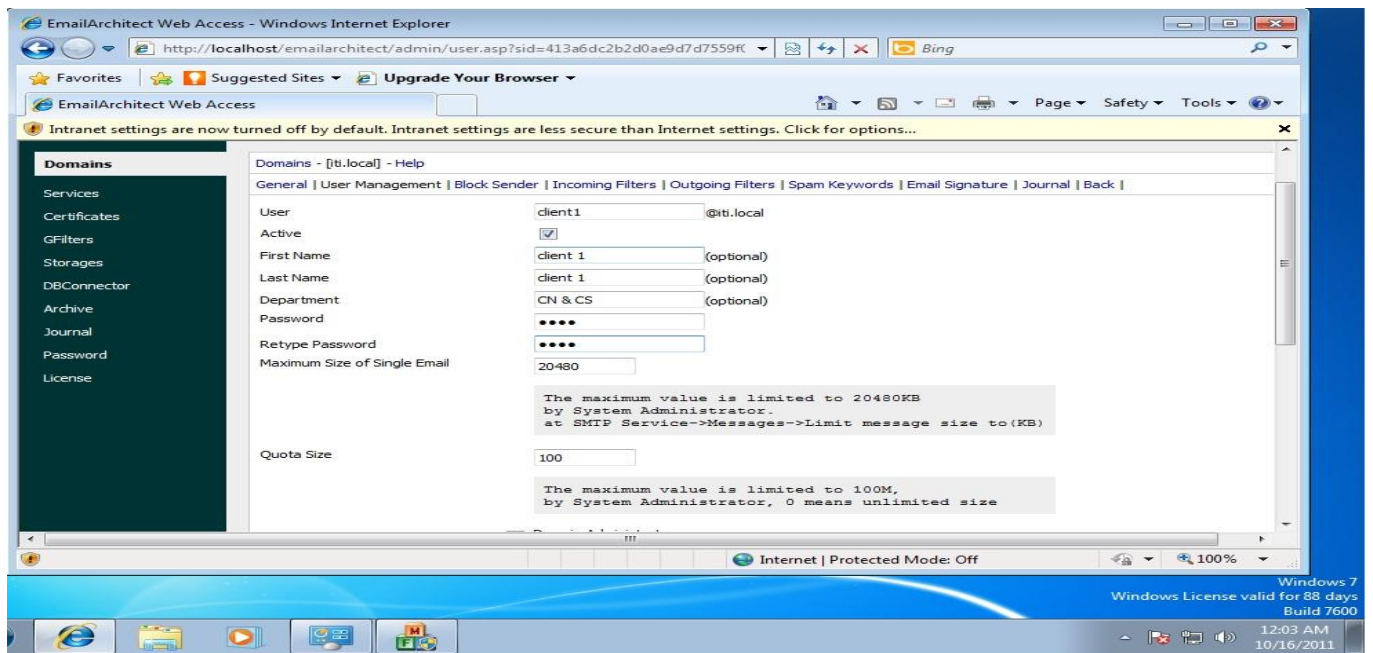 EmailArchitect Web Access - Windows Internet Explorer
http://localhost/emailarchitect/admin/user.asp?sid=413a6dc2b2d0ae9d7d7559f( Bing
Favorites Suggested Sites Upgrade Your Browser
EmailArchitect Web Access Page Safety Tools
Intranet settings are now turned off by default. Intranet settings are less secure than Internet settings. Click for options...
Domains
Services
Certificates
GFilters
Storages
DBConnector
Archive
Journal
Password
License
Domains - [iti.local] - Help
General | User Management | Block Sender | Incoming Filters | Outgoing Filters | Spam Keywords | Email Signature | Journal | Back |
User client1 @iti.local
Active
First Name client 1 (optional)
Last Name client 1 (optional)
Department CN & CS (optional)
Password ••••
Retype Password ••••
Maximum Size of Single Email 20480
The maximum value is limited to 20480KB
by System Administrator.
at SMTP Service->Messages->Limit message size to(KB)
Quota Size 100
The maximum value is limited to 100M,
by System Administrator, 0 means unlimited size
Internet | Protected Mode: Off 100%
Windows 7
Windows License valid for 88 days
Build 7600
12:03 AM
10/16/2011